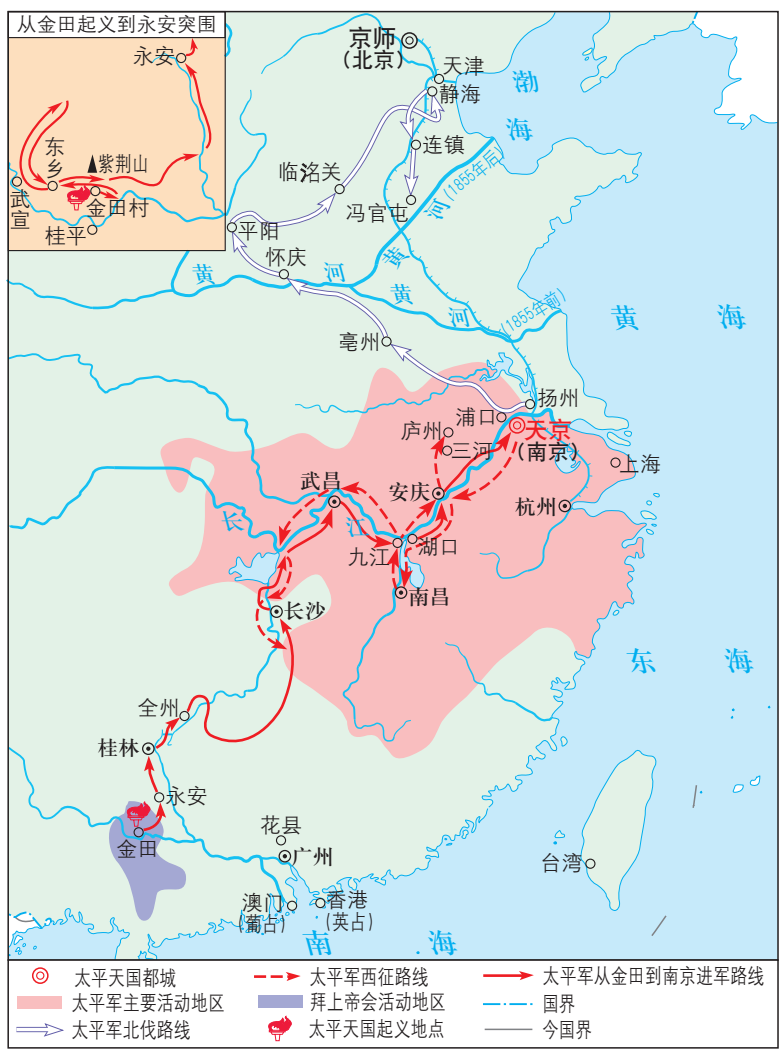 从金田起义到永安突围
永安
东乡
紫荆山
武宣
金田村
桂平
京师
(北京)
天津
静海
渤海
连镇
临洺关
冯官屯
河(1855年后)
平阳
怀庆
黄河
黄
黄河(1855年前)
亳州
黄海
扬州
浦口
天京
(南京)
庐州
三河
上海
武昌
安庆
杭州
长江
九江
湖口
南昌
长沙
东海
全州
桂林
永安
金田
花县
广州
台湾
澳门
(葡占)
香港
(英占)
南海
太平天国都城
太平军西征路线
太平军从金田到南京进军路线
太平军主要活动地区
拜上帝会活动地区
国界
太平军北伐路线
太平天国起义地点
今国界